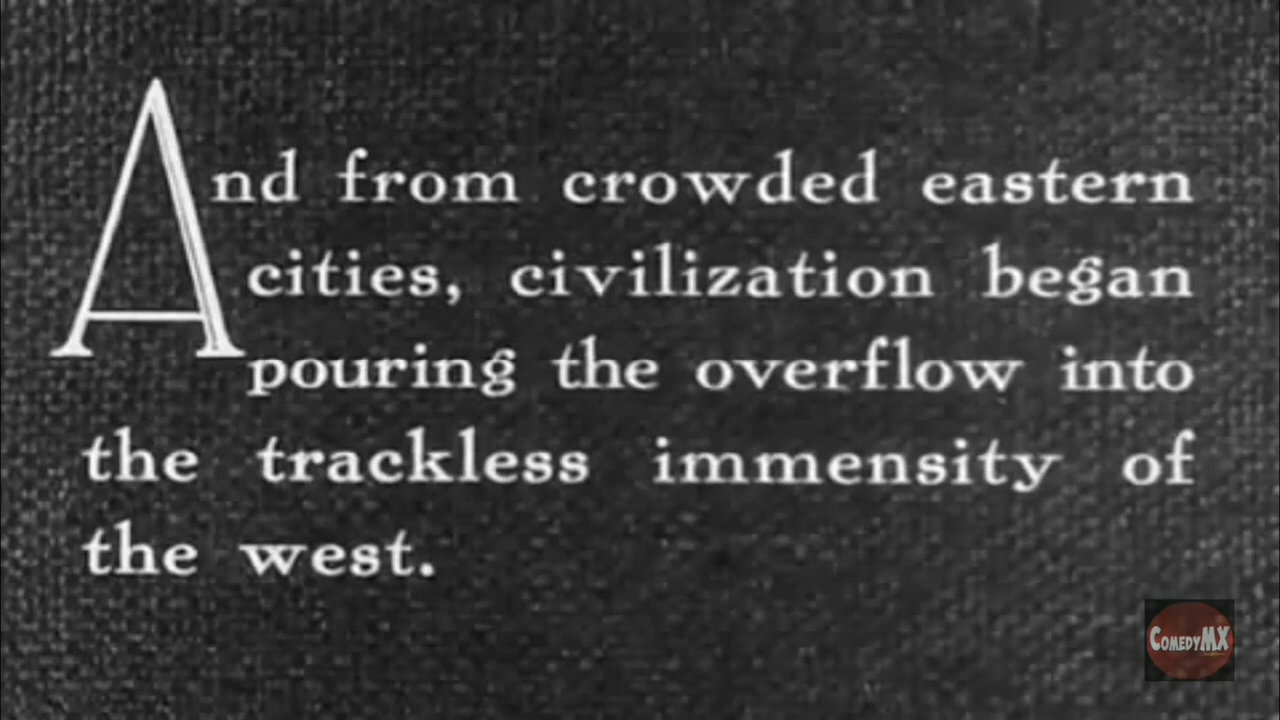 And from crowded eastern
cities, civilization began
pouring the overflow into
the trackless immensity of
the west.
COMEDYMX